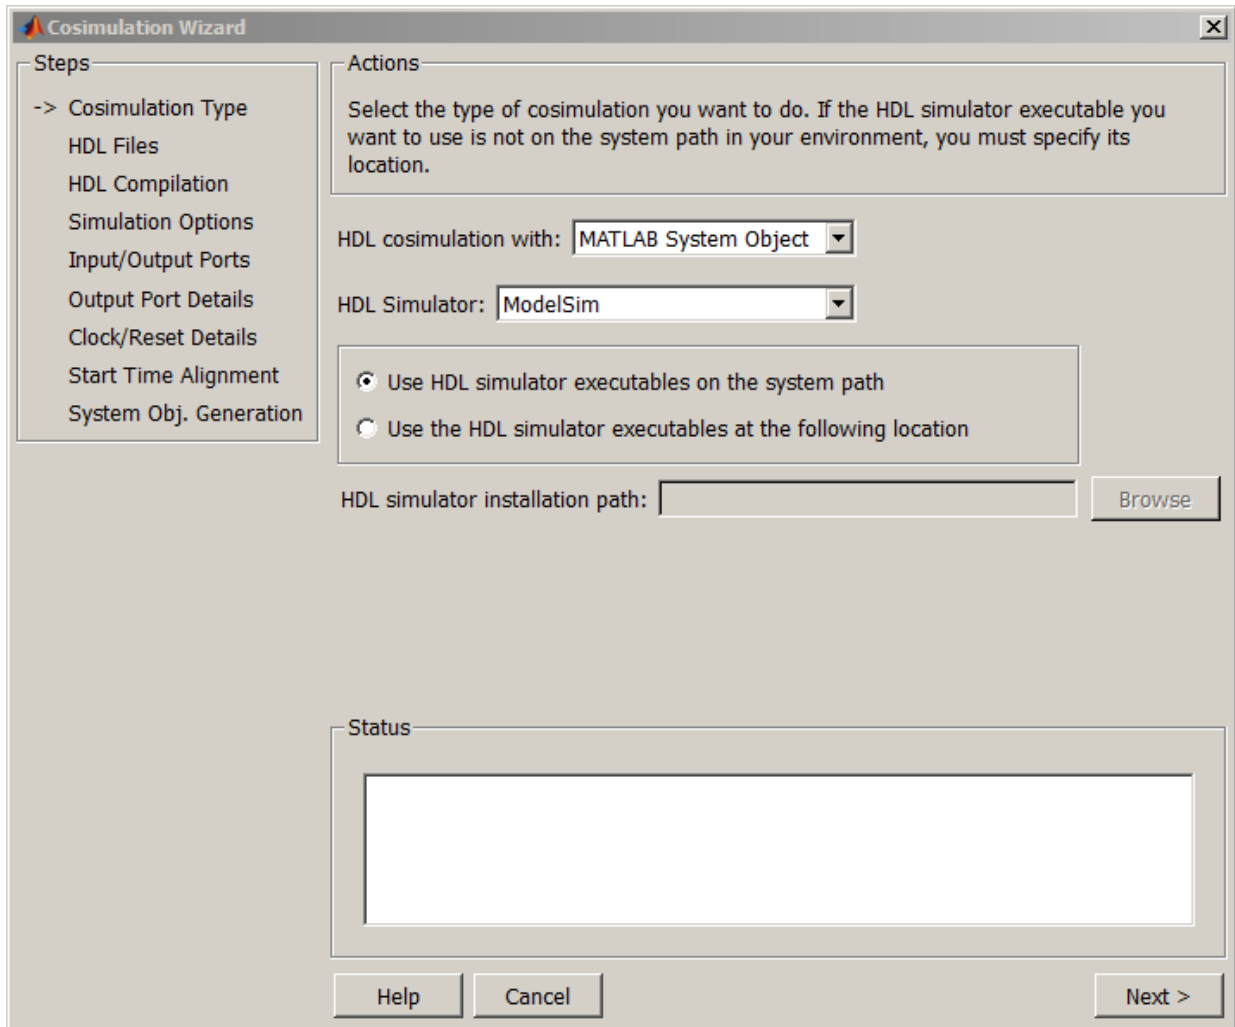 Cosimulation Wizard
Steps
-> Cosimulation Type
HDL Files
HDL Compilation
Simulation Options
Input/Output Ports
Output Port Details
Clock/Reset Details
Start Time Alignment
System Obj. Generation
Actions
Select the type of cosimulation you want to do. If the HDL simulator executable you
want to use is not on the system path in your environment, you must specify its
location.
HDL cosimulation with: MATLAB System Object
HDL Simulator: ModelSim
Use HDL simulator executables on the system path
Use the HDL simulator executables at the following location
HDL simulator installation path: Browse
Status
Help Cancel Next >